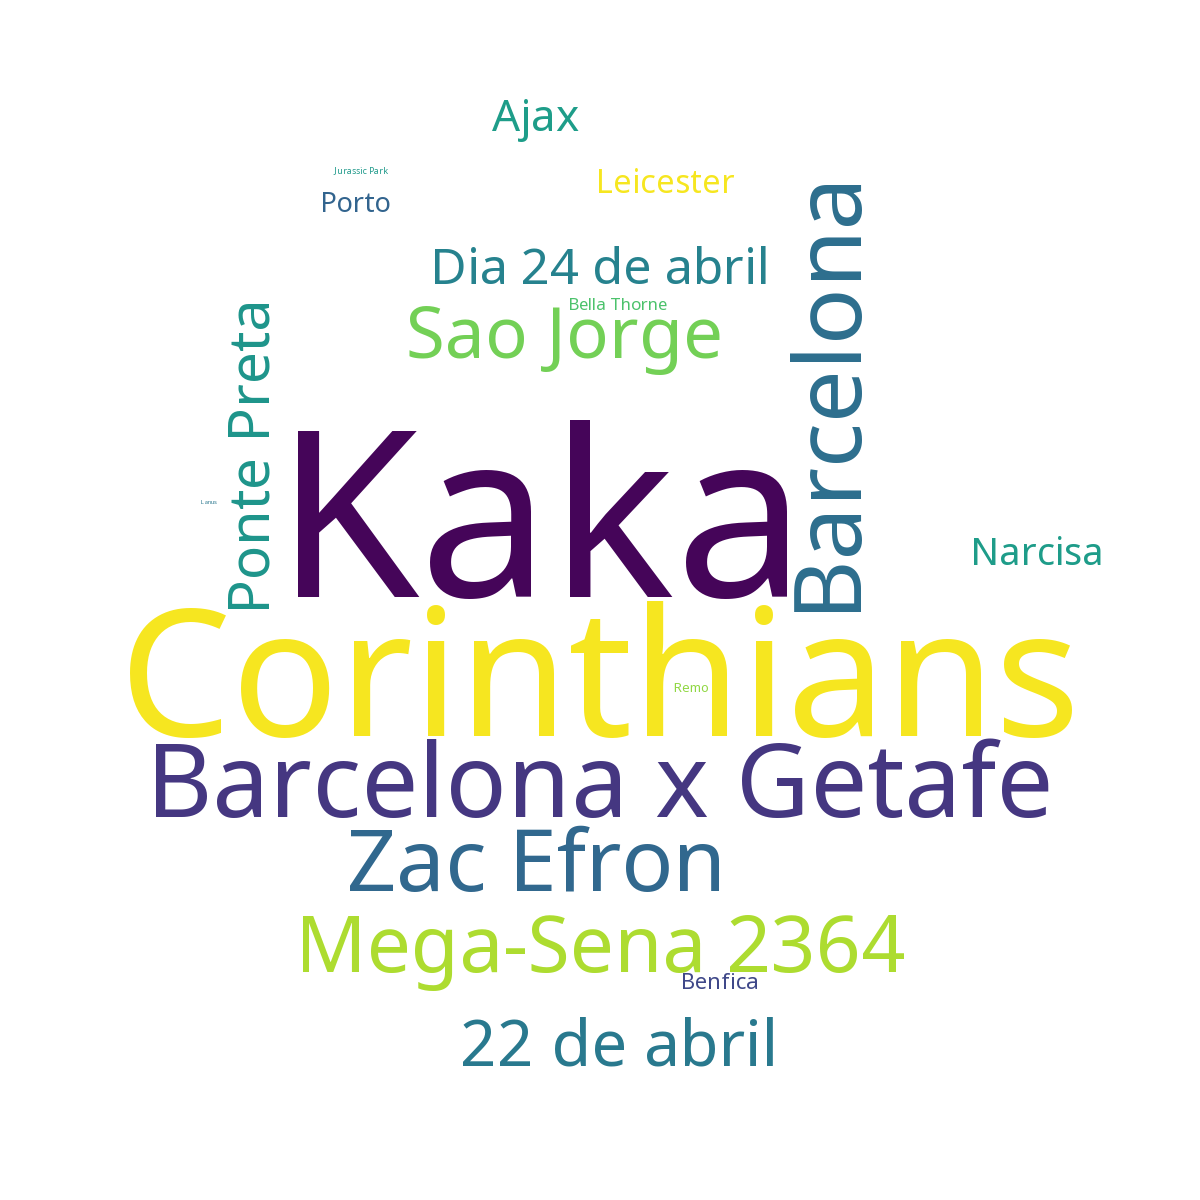 Ajax
Jurassic Park
Leicester
Porto
Dia 24 de abril
Bella Thorne
Sao Jorge
Barcelona
Ponte Preta
Kaka
Lanus
Narcisa
Corinthians
Remo
Barcelona x Getafe
Zac Efron
Mega-Sena 2364
Benfica
22 de abril